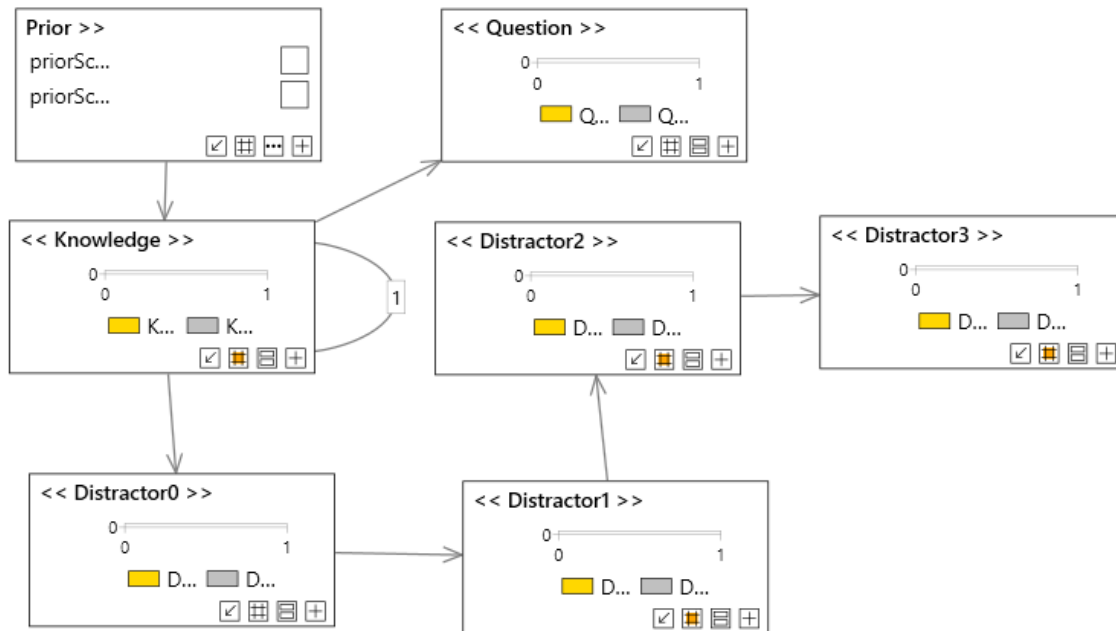 Prior >>
priorSc...
priorSc...
<< Question >>
0
0 1
Q... Q...
<< Knowledge >>
0
0 1
K... K...
1
<< Distractor2 >>
0
0 1
D... D...
<< Distractor3 >>
0
0 1
D... D...
<< Distractor0 >>
0
0 1
D... D...
<< Distractor1 >>
0
0 1
D... D...